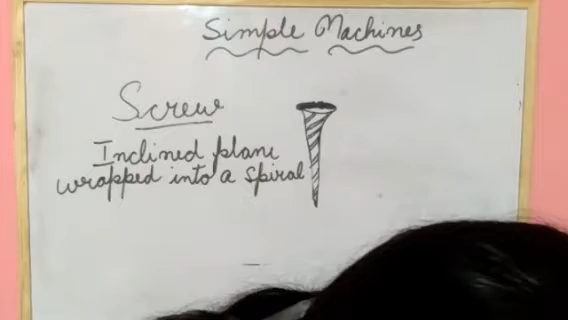 Simple Machines
Screw
Inclined plane
wrapped into a spiral